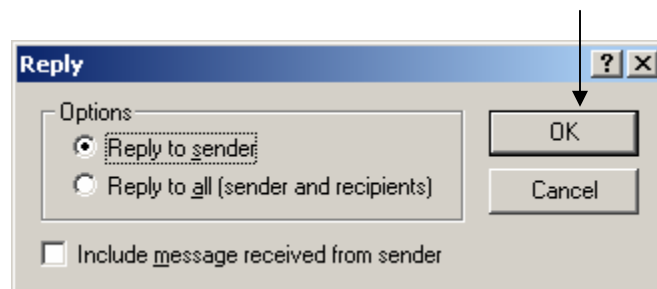 Reply
Options
Reply to sender
OK
Reply to all (sender and recipients)
Cancel
Include message received from sender